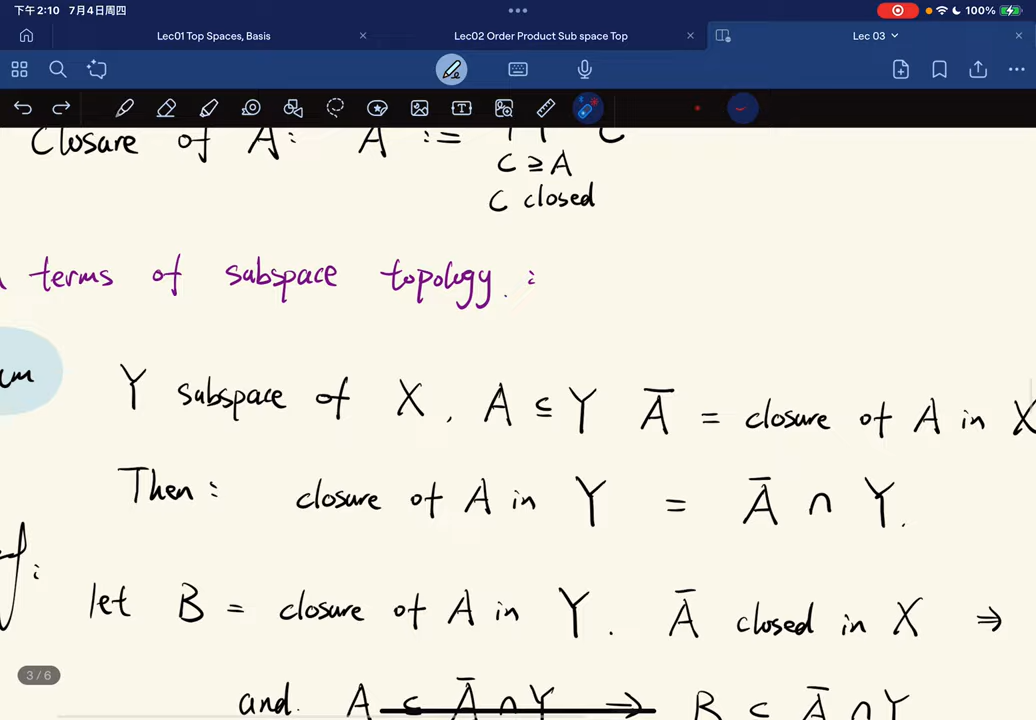 下午2:10 7月4日周四
100%
Lec01 Top Spaces, Basis
Lec02 Order Product Sub space Top
Lec 03
Closure of A: A := C
C ⊇ A
C closed
terms of subspace topology :
Y subspace of X, A ⊆ Y Ā = closure of A in X
Then : closure of A in Y = Ā ∩ Y.
let B = closure of A in Y. Ā closed in X ⇒
3 / 6
and. A ⊂ Ā ∩ Y ⇒ B ⊂ Ā ∩ Y